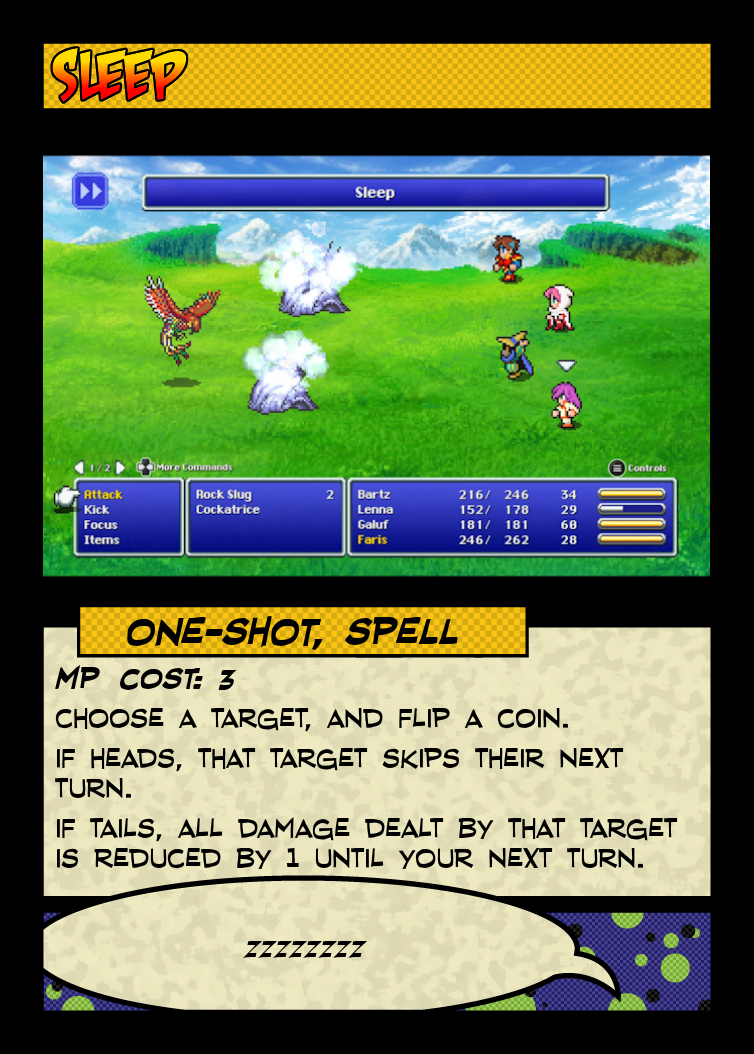 SLEEP
Sleep
1/2 More Commands
Controls
Attack
Kick
Focus
Items
Rock Slug 2
Cockatrice
Bartz 216/ 246 34
Lenna 152/ 178 29
Galuf 181/ 181 60
Faris 246/ 262 28
ONE-SHOT, SPELL
MP COST: 3
CHOOSE A TARGET, AND FLIP A COIN.
IF HEADS, THAT TARGET SKIPS THEIR NEXT
TURN.
IF TAILS, ALL DAMAGE DEALT BY THAT TARGET
IS REDUCED BY 1 UNTIL YOUR NEXT TURN.
ZZZZZZZZ